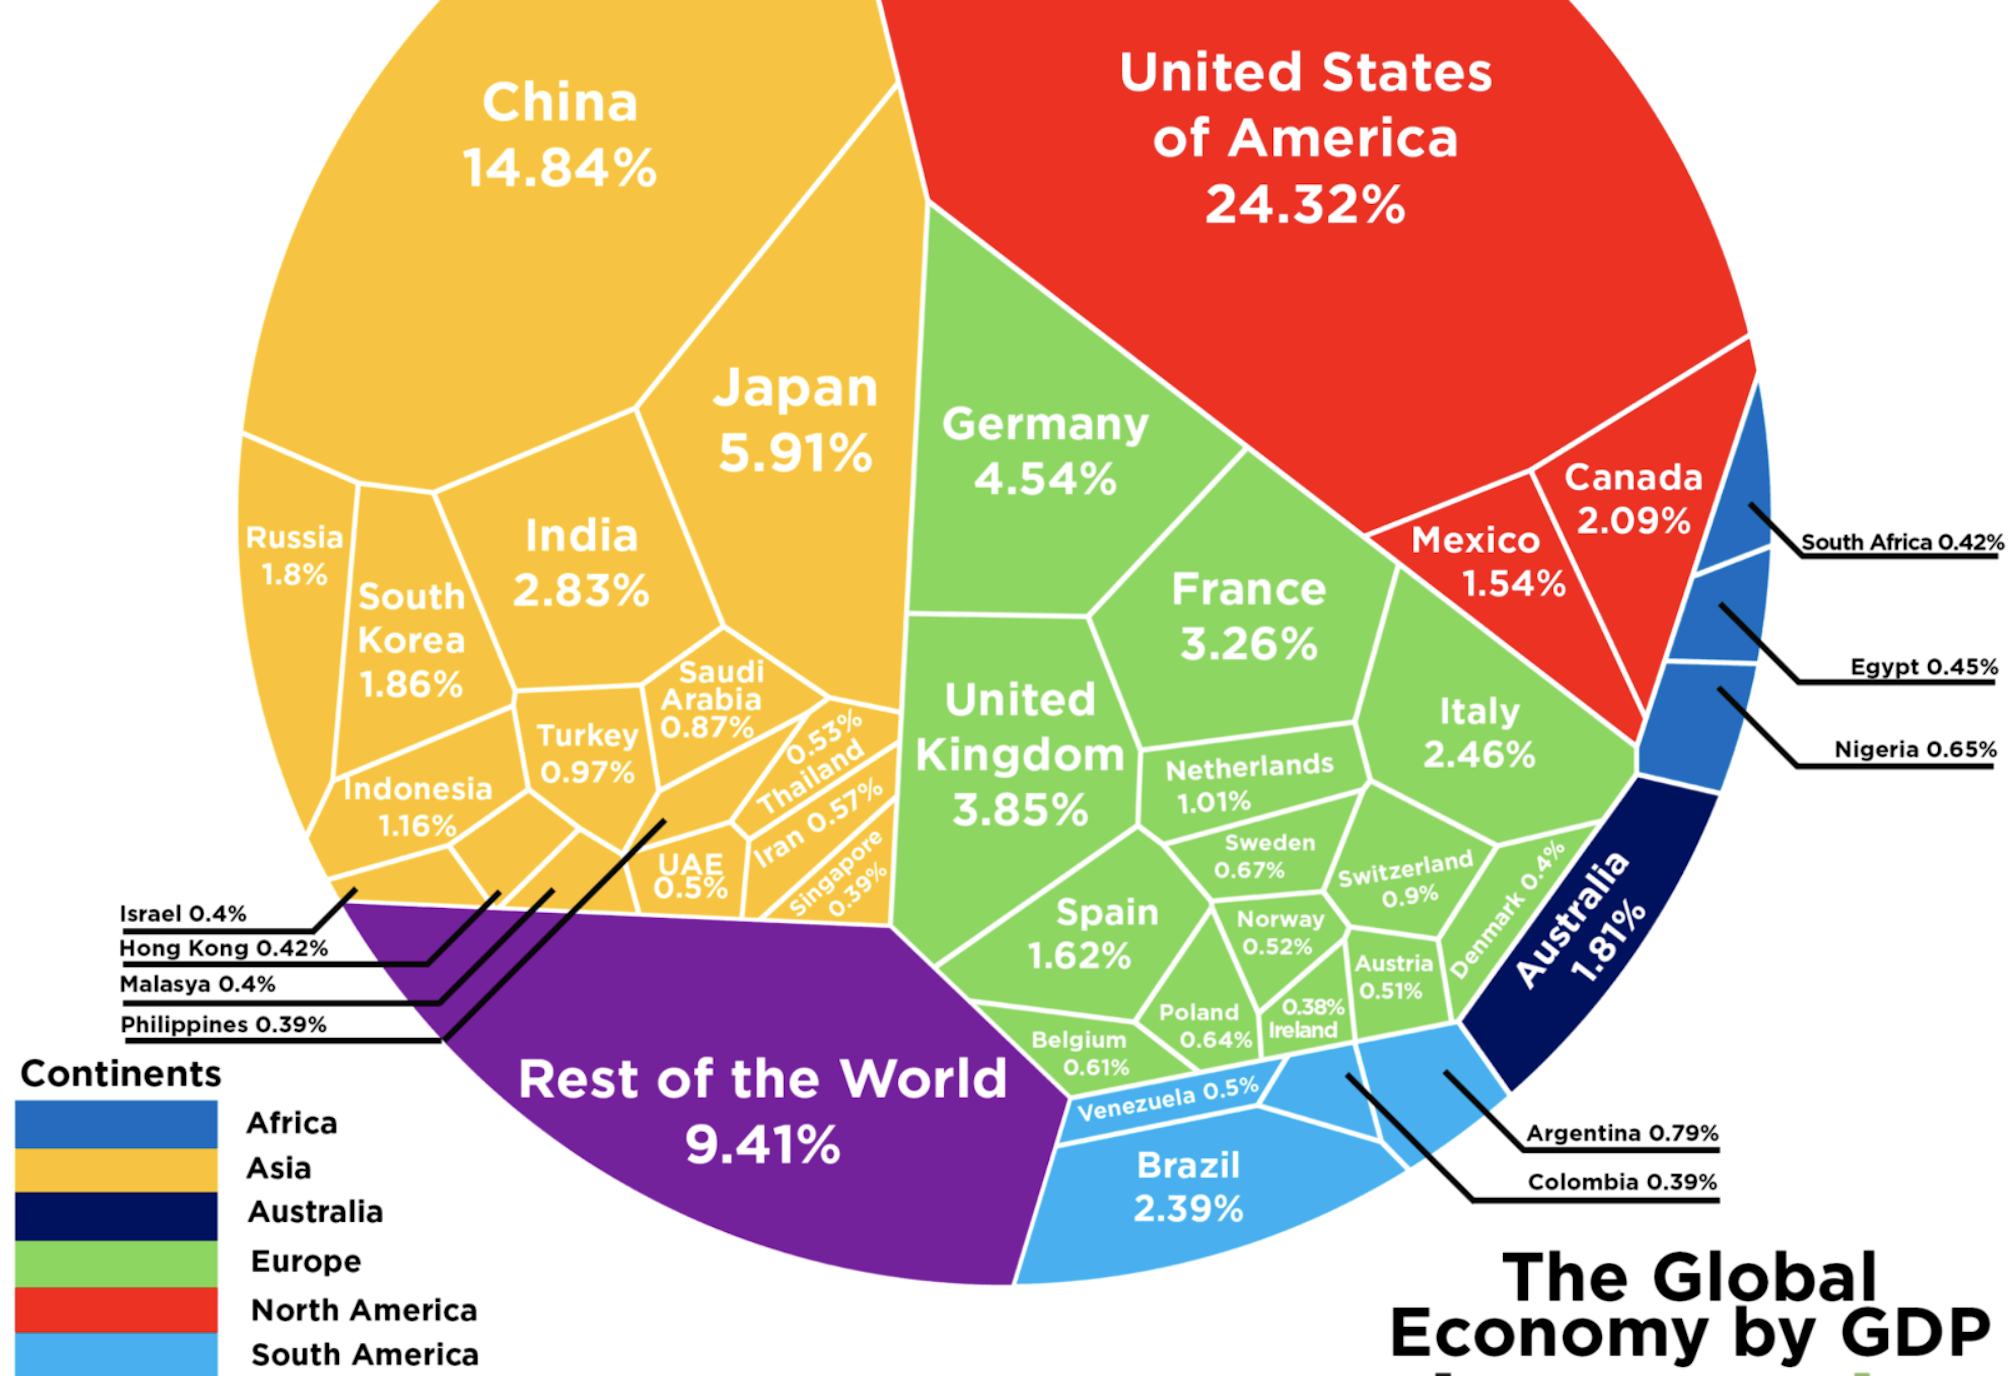 China
14.84%
United States
of America
24.32%
Japan
5.91%
Germany
4.54%
Canada
2.09%
Mexico
1.54%
South Africa 0.42%
Russia
1.8%
India
2.83%
South
Korea
1.86%
France
3.26%
Egypt 0.45%
Saudi
Arabia
0.87%
United
Kingdom
3.85%
Italy
2.46%
Nigeria 0.65%
Turkey
0.97%
0.53%
Thailand
Netherlands
1.01%
Indonesia
1.16%
Iran 0.57%
Sweden
0.67%
Switzerland
0.9%
Denmark 0.4%
Australia
1.81%
UAE
0.5%
Singapore
0.39%
Spain
1.62%
Norway
0.52%
Austria
0.51%
Israel 0.4%
Hong Kong 0.42%
Malasya 0.4%
Philippines 0.39%
Poland
0.64%
0.38%
Ireland
Belgium
0.61%
Rest of the World
9.41%
Venezuela 0.5%
Brazil
2.39%
Argentina 0.79%
Colombia 0.39%
Continents
Africa
Asia
Australia
Europe
North America
South America
The Global
Economy by GDP